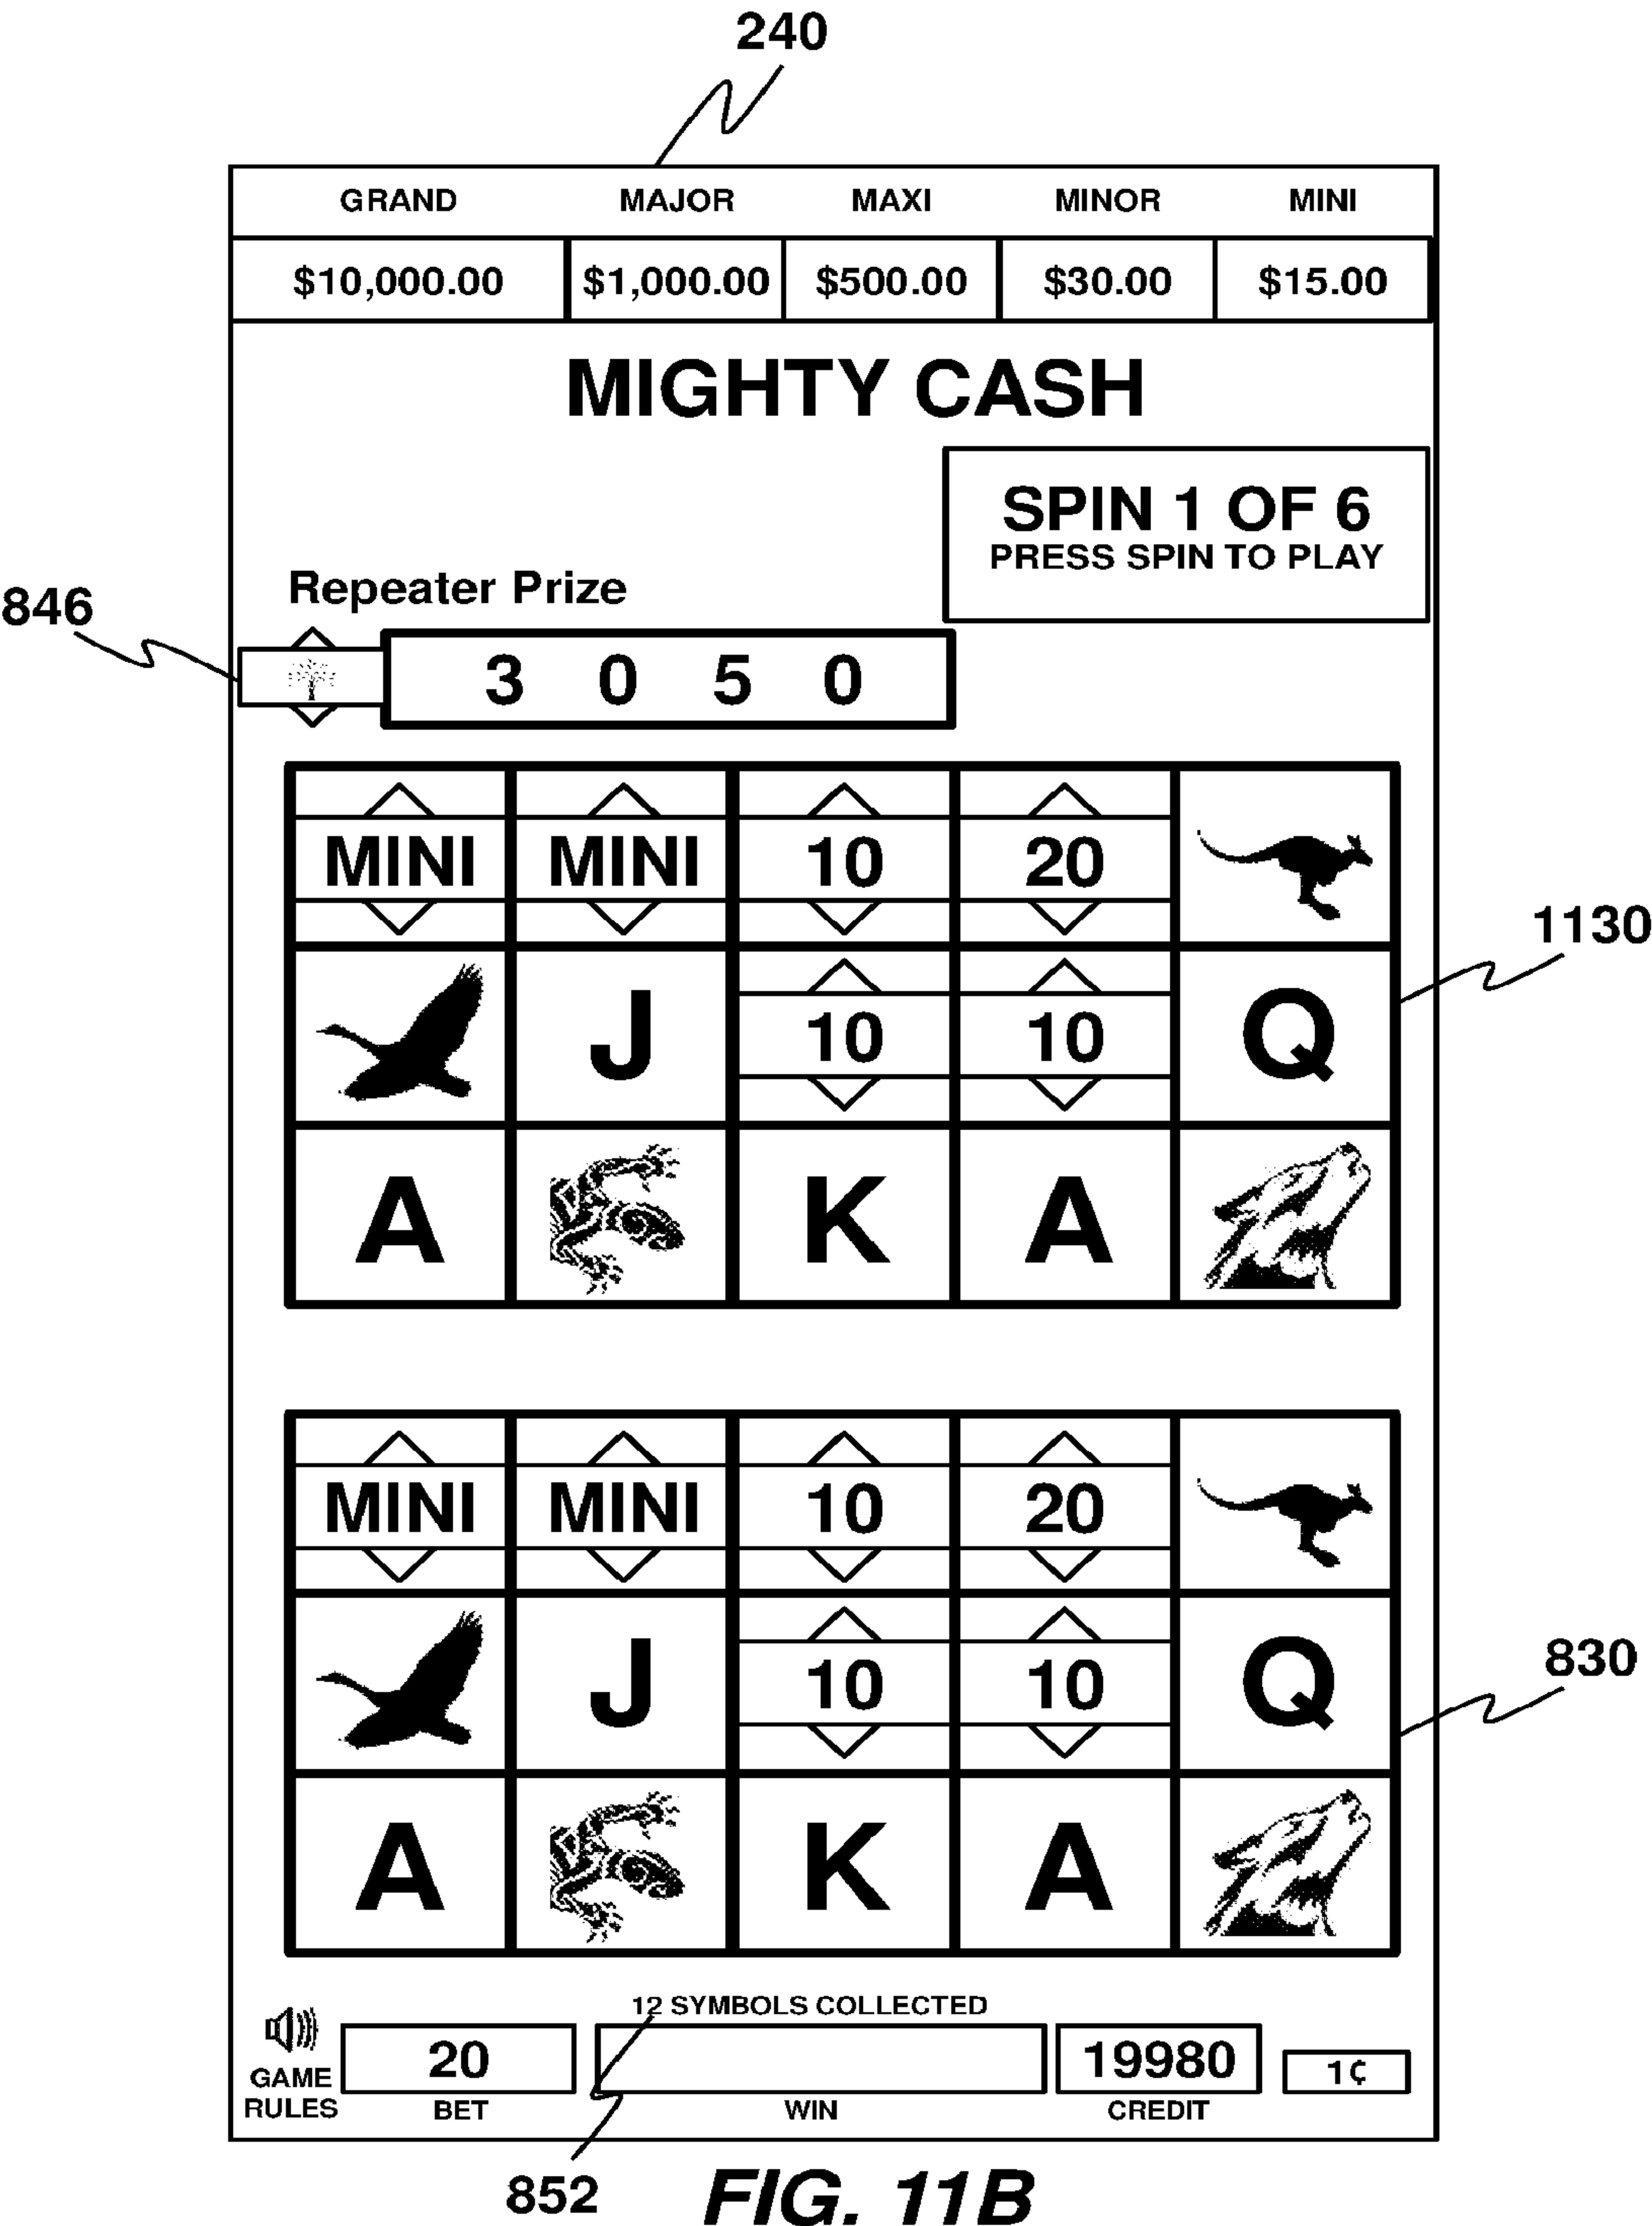 240
GRAND MAJOR MAXI MINOR MINI
$10,000.00 $1,000.00 $500.00 $30.00 $15.00
MIGHTY CASH
SPIN 1 OF 6
PRESS SPIN TO PLAY
Repeater Prize
846
3 0 5 0
MINI MINI 10 20
1130
J 10 10 Q
A K A
MINI MINI 10 20
830
J 10 10 Q
A K A
12 SYMBOLS COLLECTED
GAME RULES
20
19980
1¢
BET WIN CREDIT
852
FIG. 11B